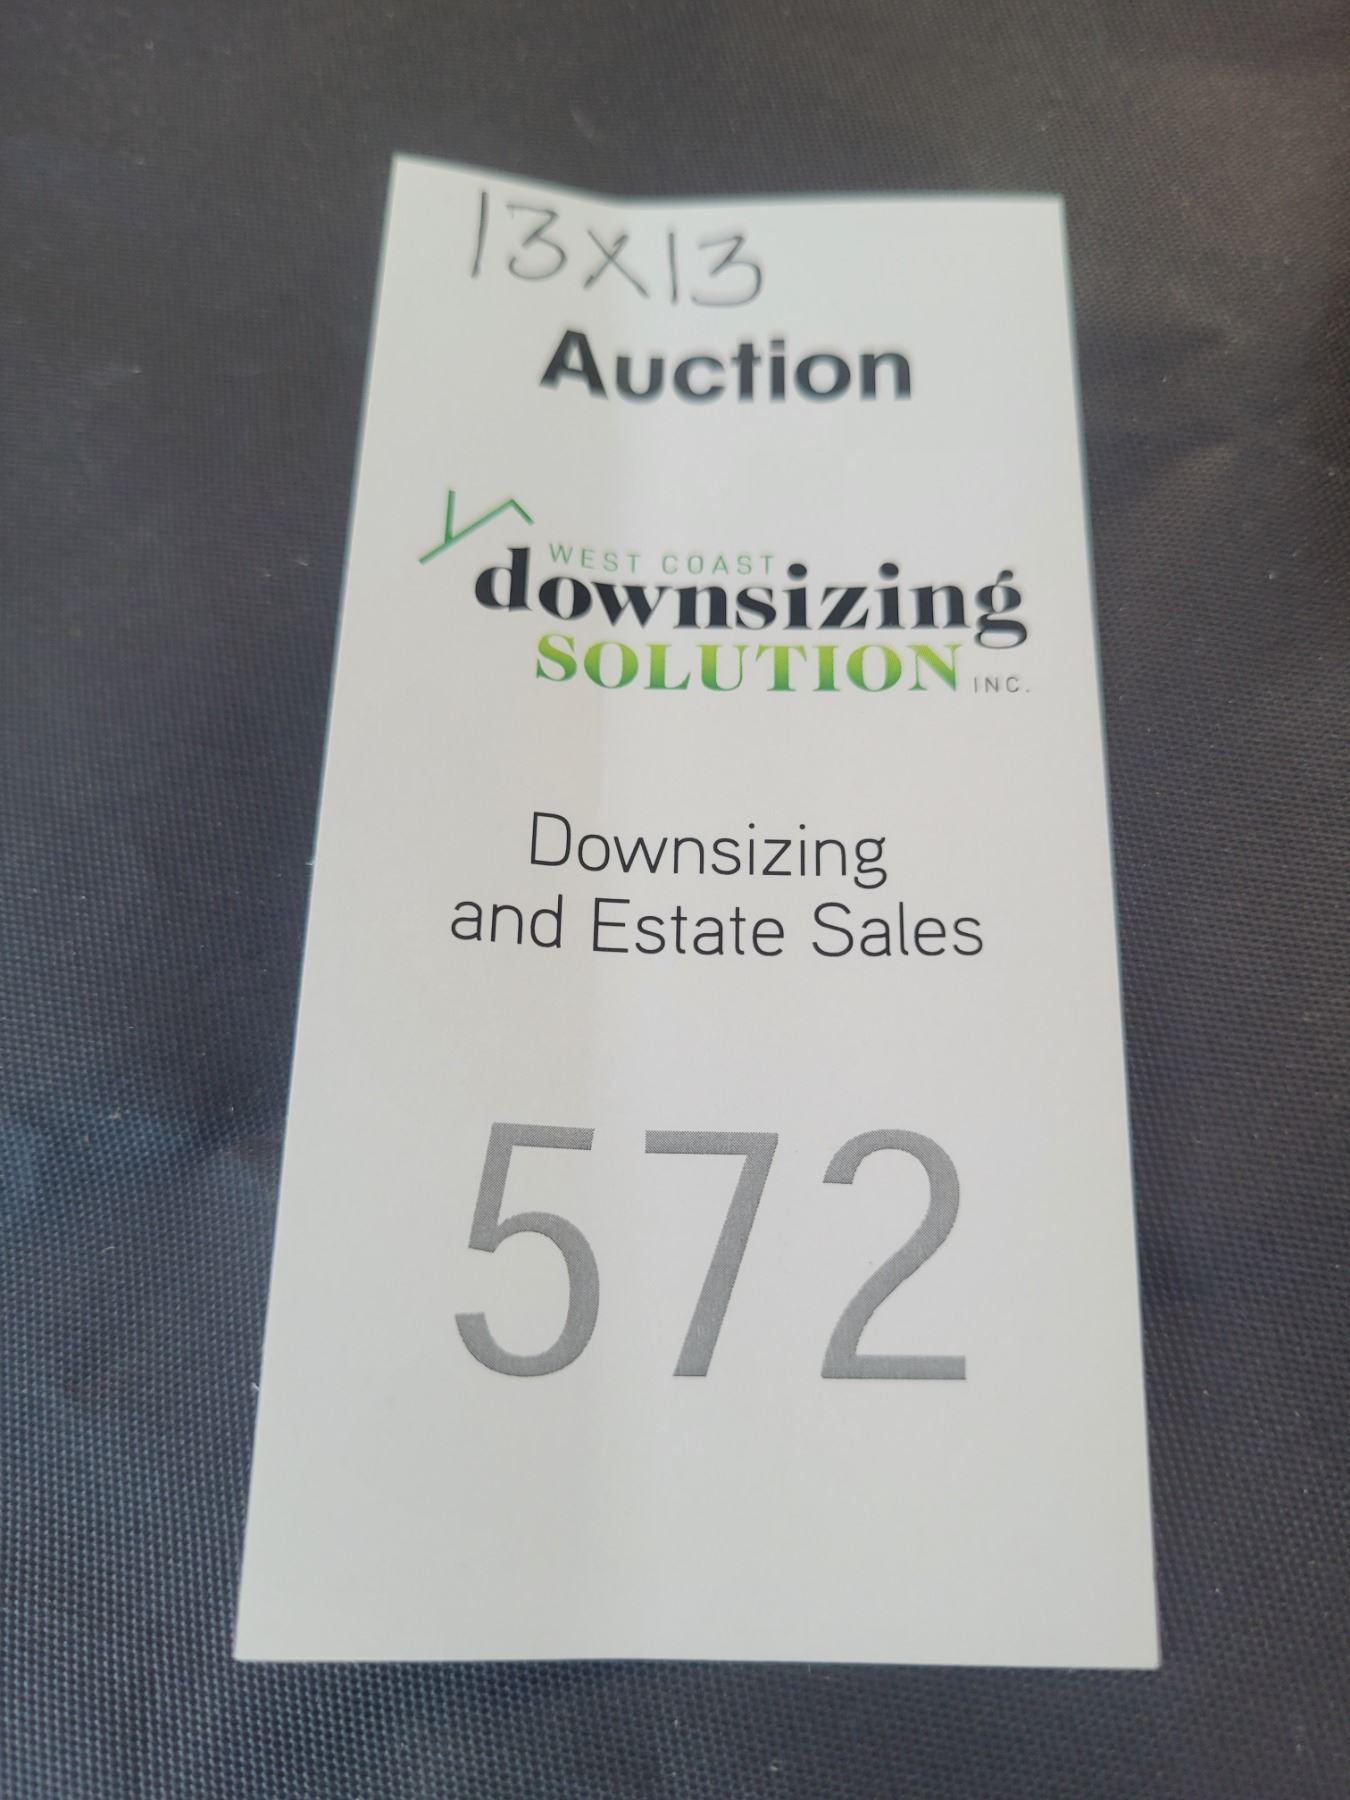 13x13
Auction
WEST COAST
downsizing
SOLUTION INC.
Downsizing
and Estate Sales
572